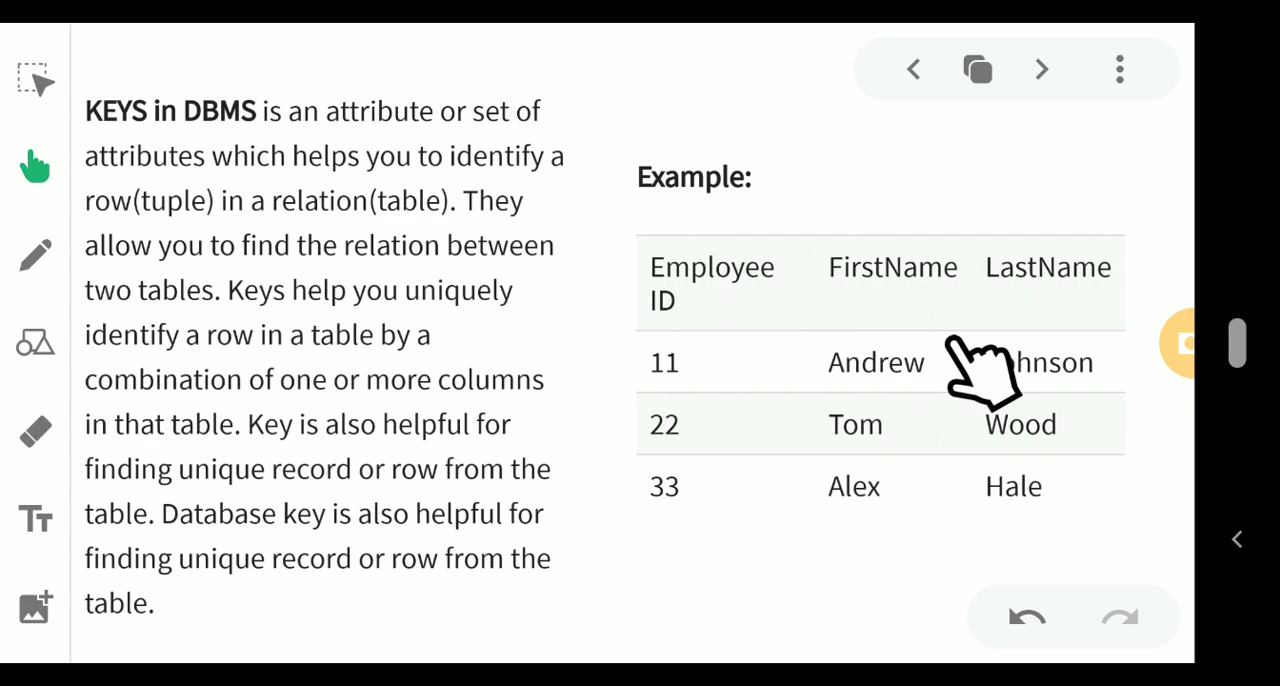 KEYS in DBMS is an attribute or set of
attributes which helps you to identify a
row(tuple) in a relation(table). They
allow you to find the relation between
two tables. Keys help you uniquely
identify a row in a table by a
combination of one or more columns
in that table. Key is also helpful for
finding unique record or row from the
table. Database key is also helpful for
finding unique record or row from the
table.
Example:
Employee ID FirstName LastName
11 Andrew hnson
22 Tom Wood
33 Alex Hale
TT